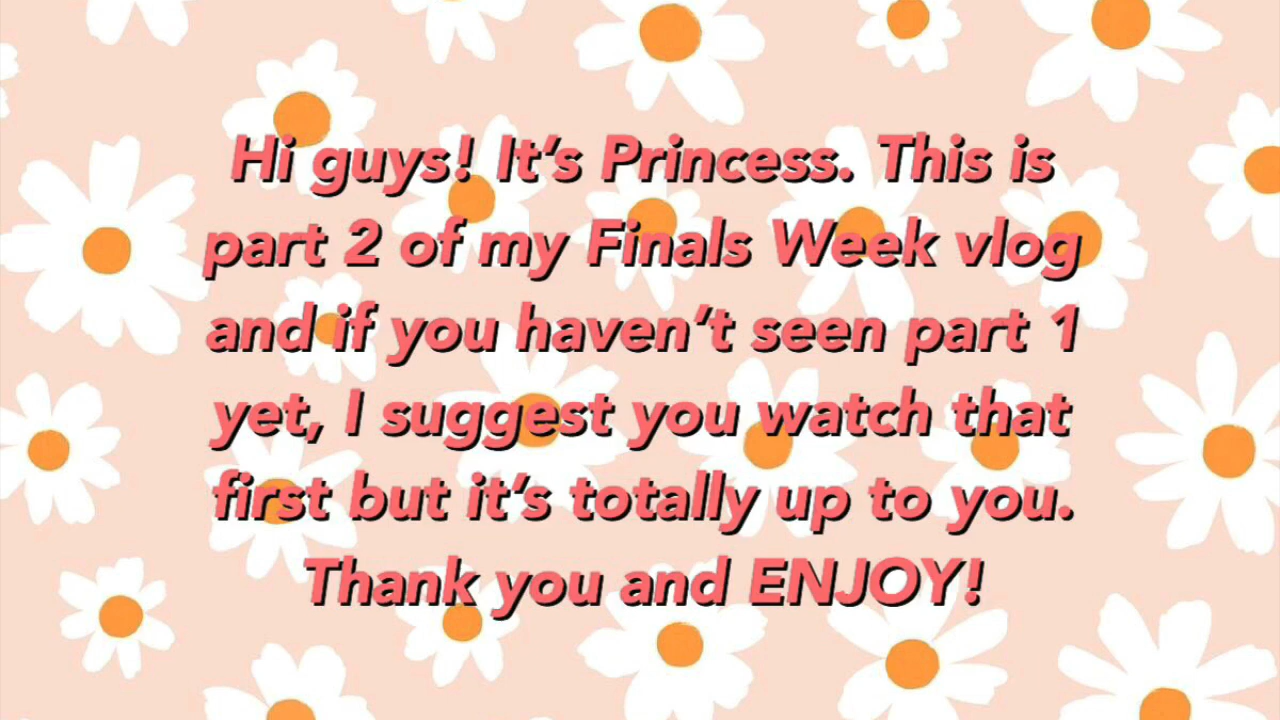 Hi guys! It’s Princess. This is
part 2 of my Finals Week vlog
and if you haven’t seen part 1
yet, I suggest you watch that
first but it’s totally up to you.
Thank you and ENJOY!